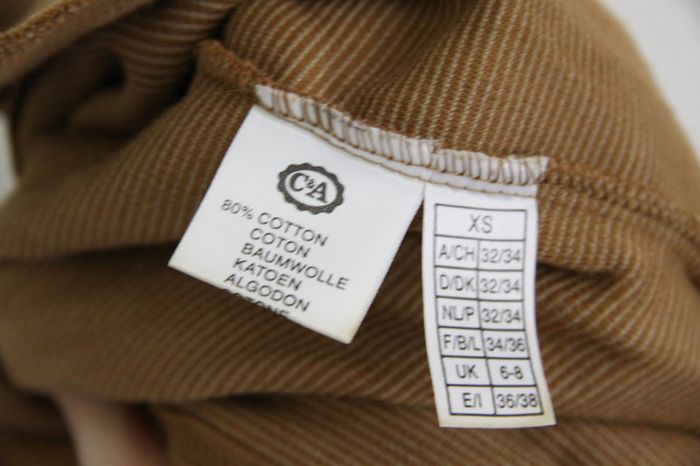 C&A
80% COTTON
COTON
BAUMWOLLE
KATOEN
ALGODON
XS
A/CH 32/34
D/DK 32/34
NL/P 32/34
F/B/L 34/36
UK 6-8
E/I 36/38